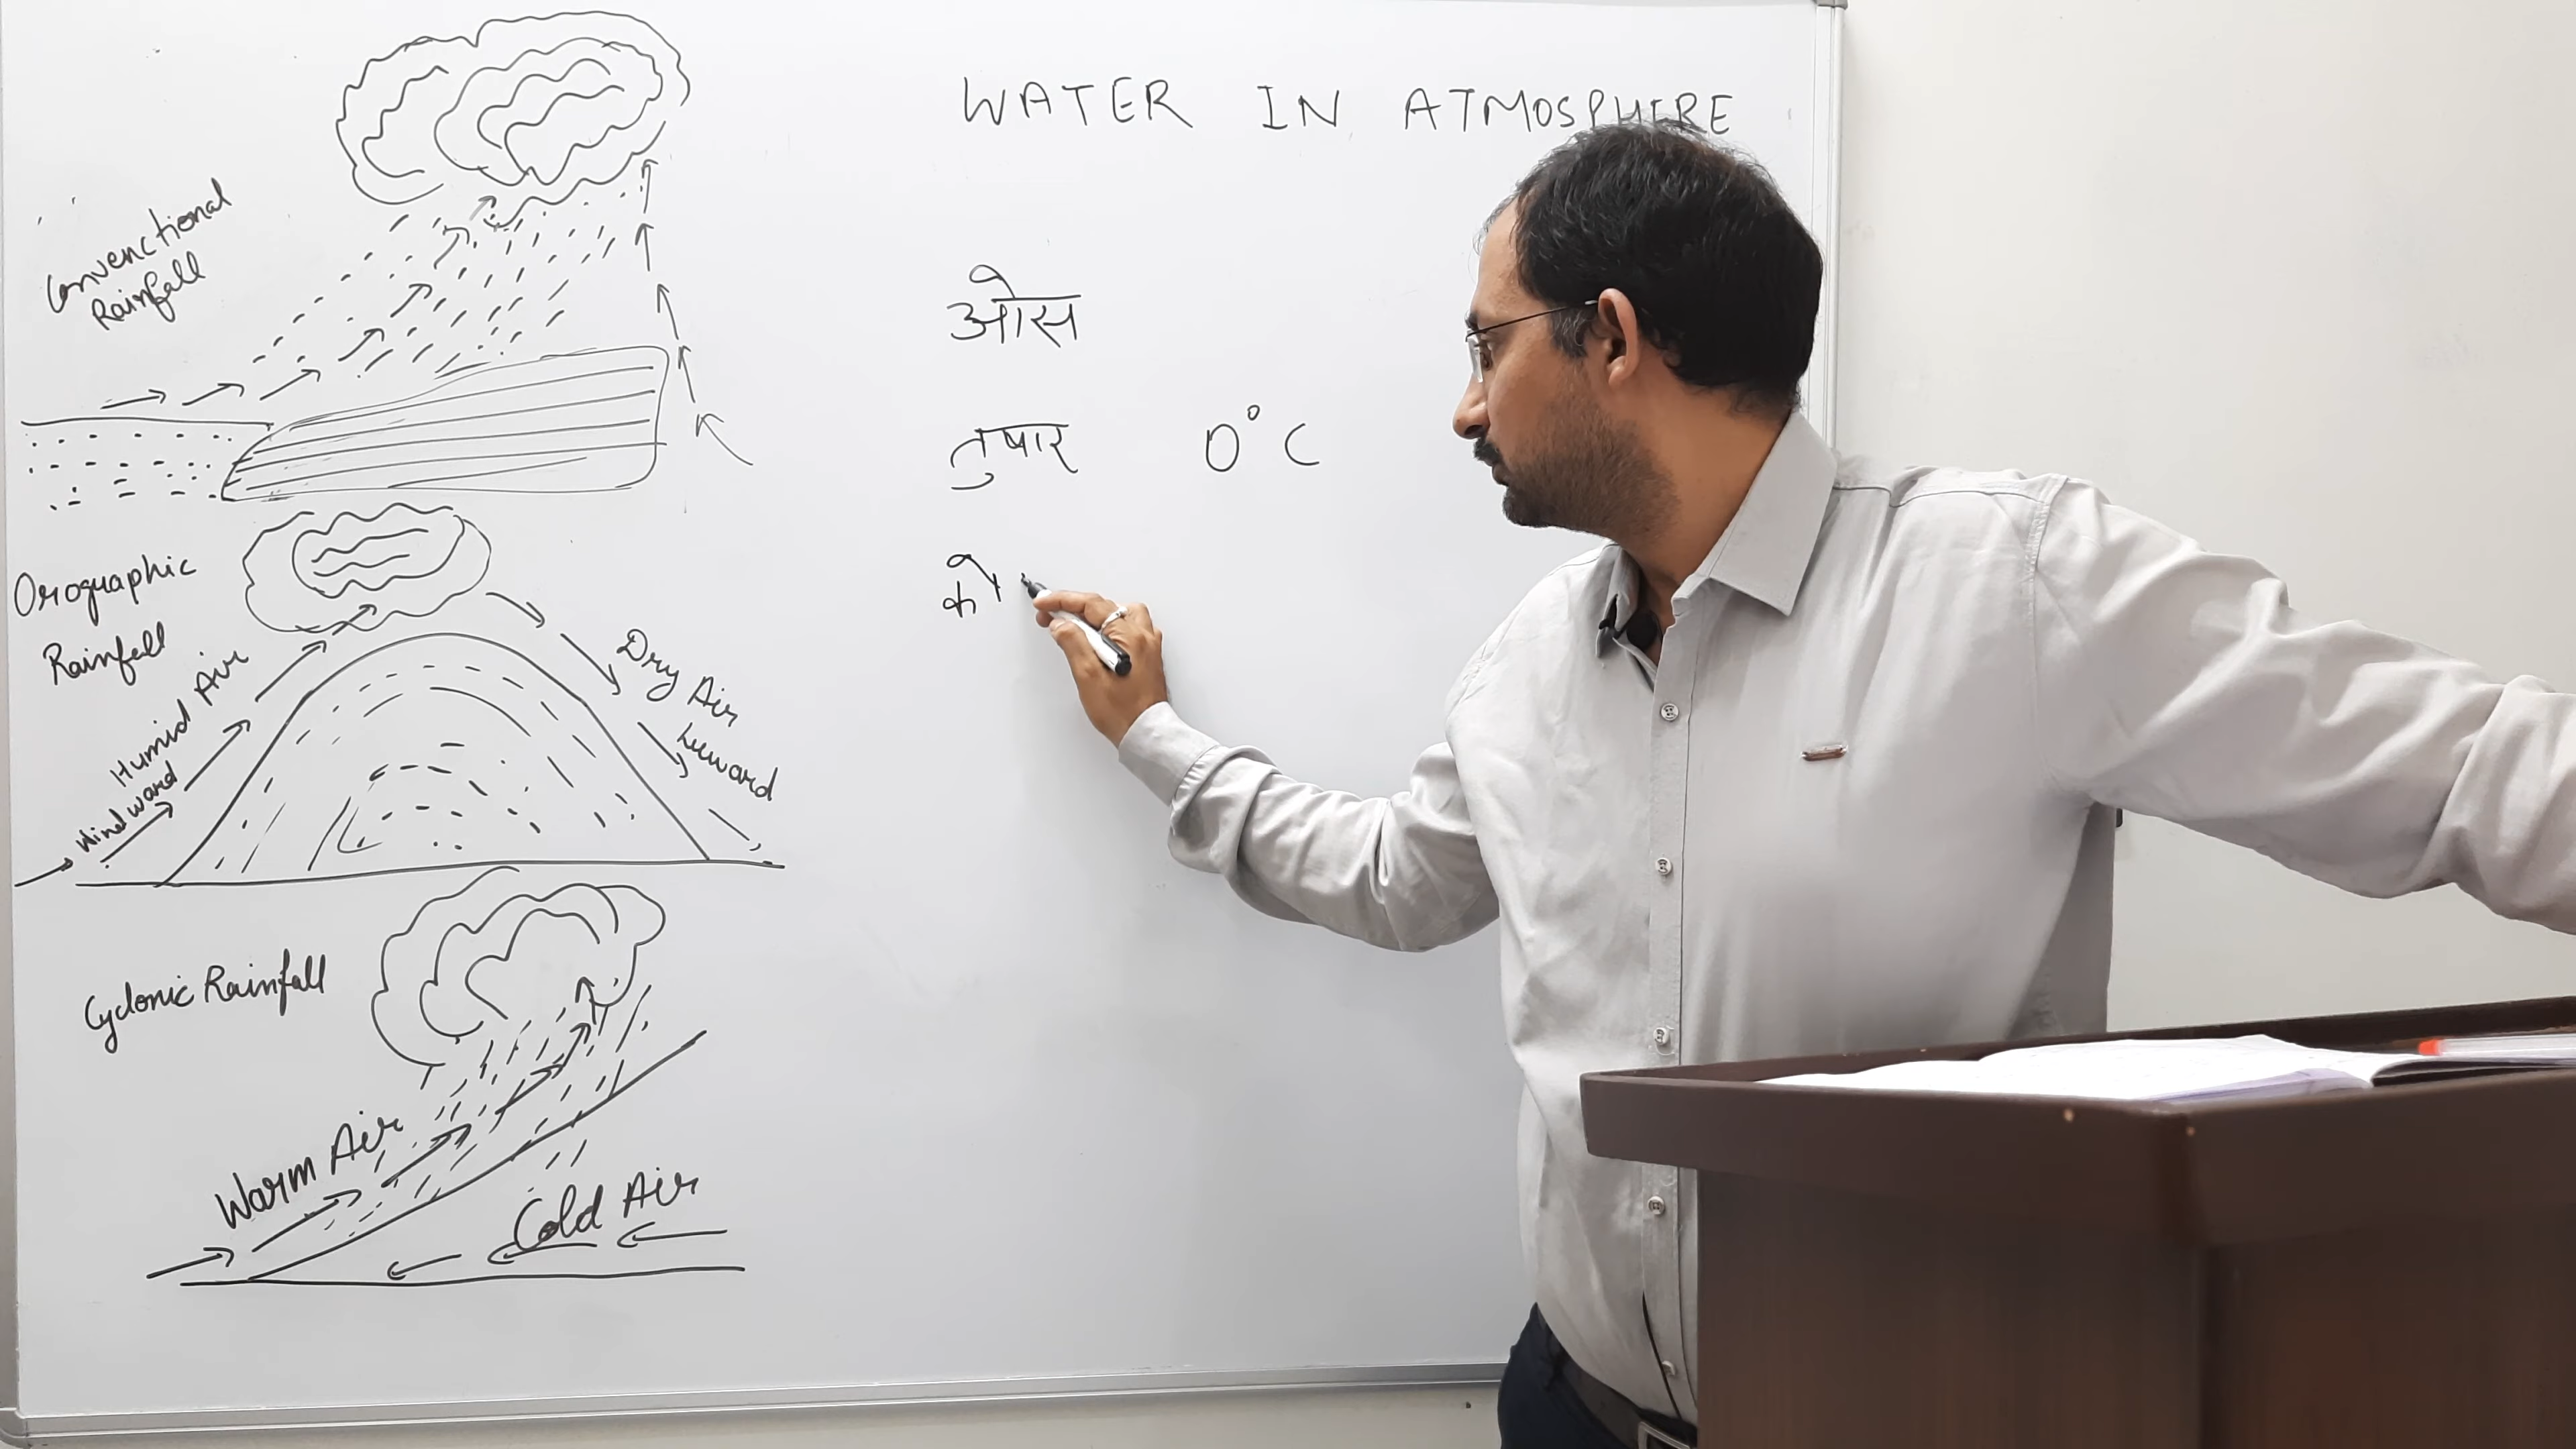 WATER IN ATMOSPHERE
Convenctional
Rainfall
ओस
तुषार 0°C
को
Orographic
Rainfall
Humid Air
Windward
Dry Air
Leeward
Cyclonic Rainfall
Warm Air
Cold Air